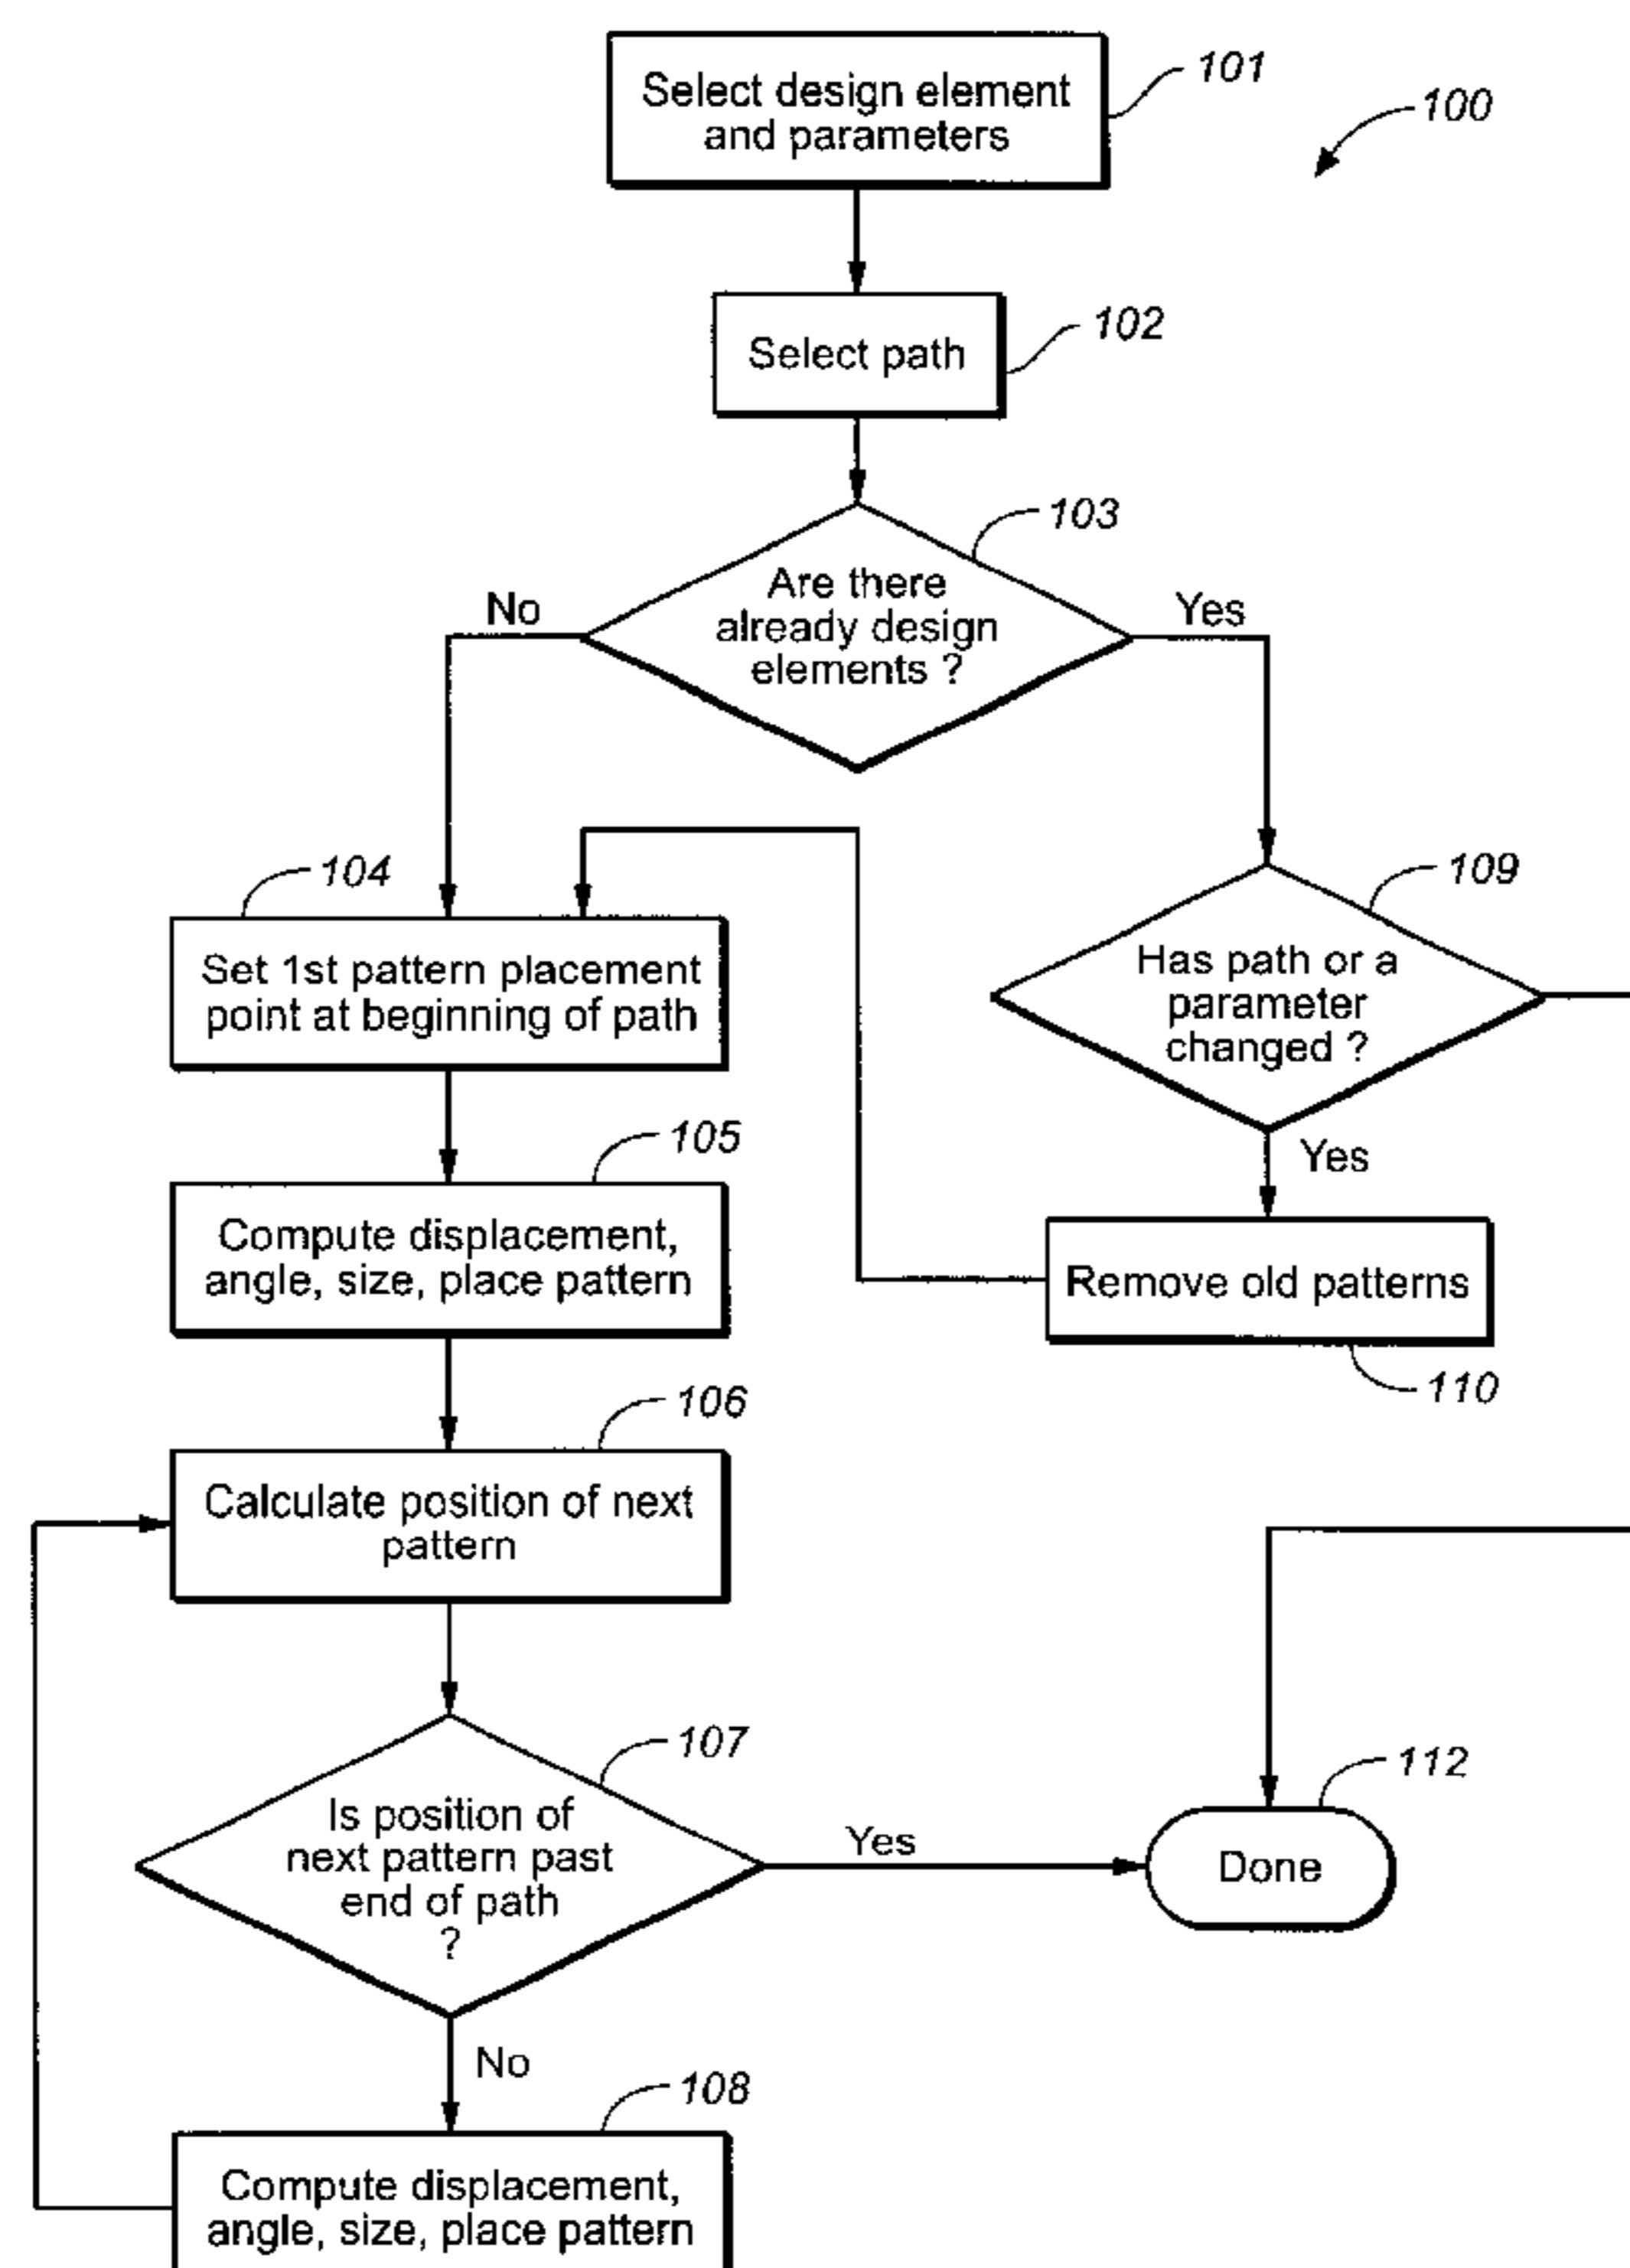 Select design element
and parameters
101
100
Select path
102
Are there
already design
elements ?
103
No
Yes
104
Set 1st pattern placement
point at beginning of path
109
Has path or a
parameter
changed ?
Yes
105
Compute displacement,
angle, size, place pattern
Remove old patterns
110
106
Calculate position of next
pattern
107
Is position of
next pattern past
end of path
?
Yes
112
Done
No
108
Compute displacement,
angle, size, place pattern